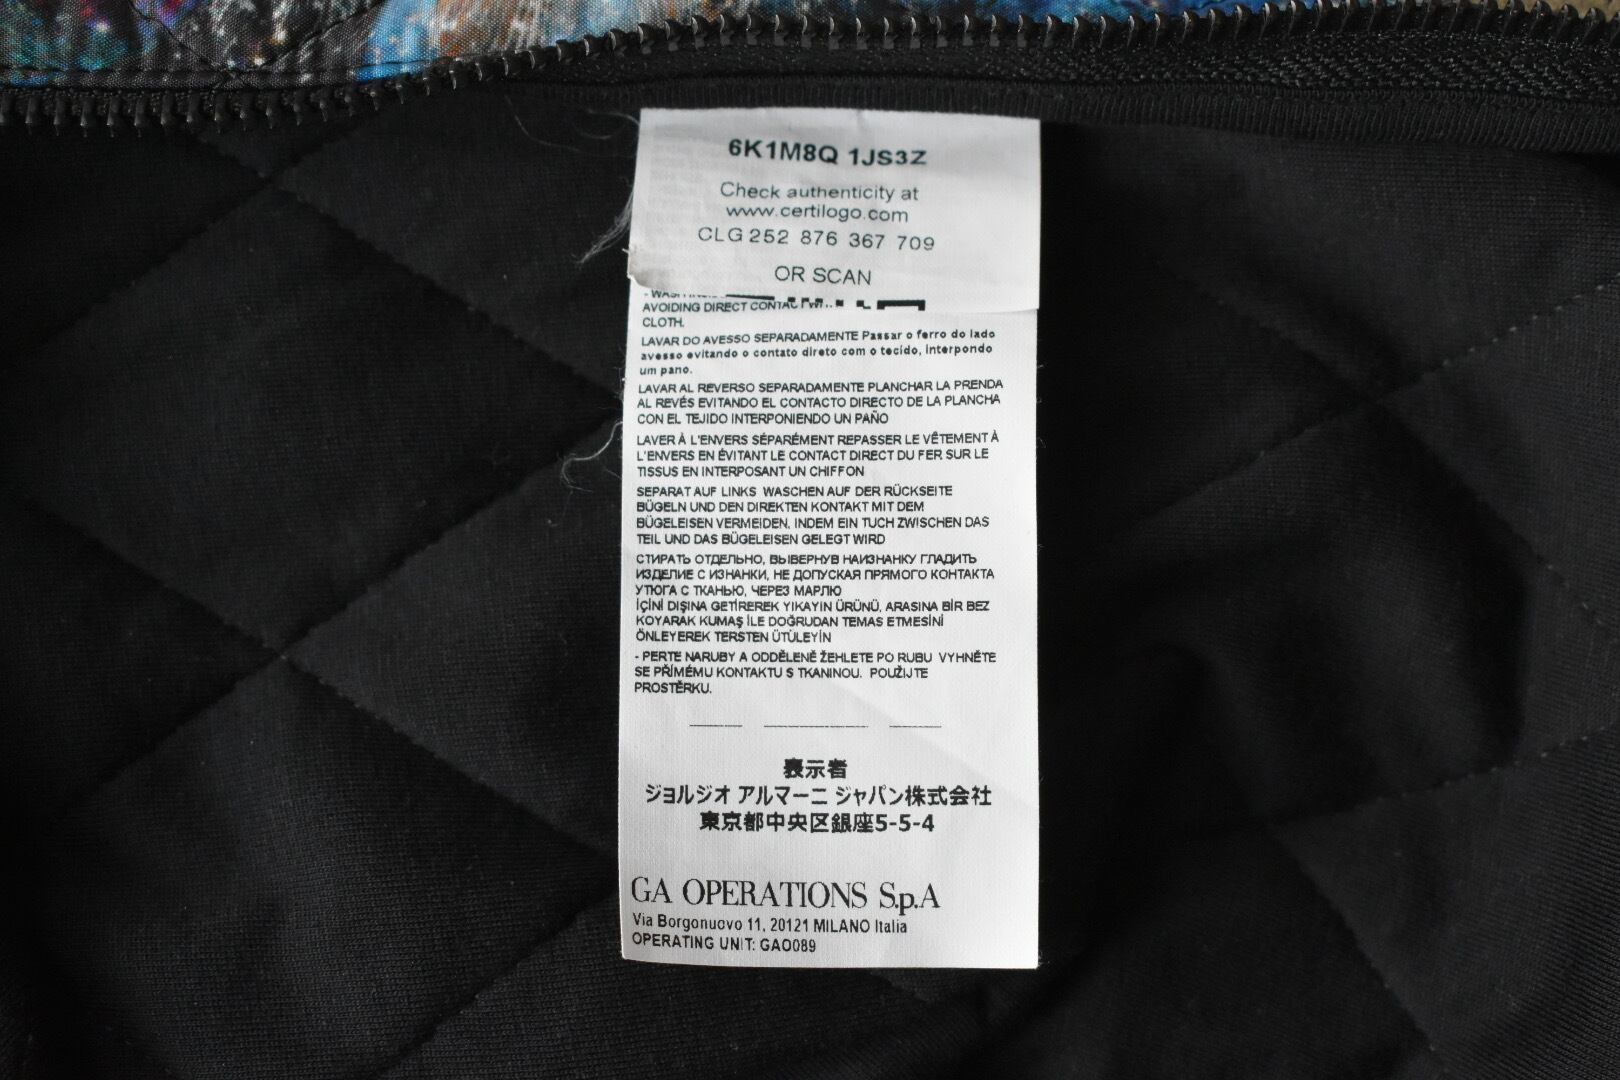 6K1M8Q 1JS3Z
Check authenticity at
www.certilogo.com
CLG 252 876 367 709
OR SCAN
AVOIDING DIRECT CONTACT
CLOTH.
LAVAR DO AVESSO SEPARADAMENTE Passar o ferro do lado
avesso evitando o contato direto com o tecido, interpondo
um pano.
LAVAR AL REVERSO SEPARADAMENTE PLANCHAR LA PRENDA
AL REVÉS EVITANDO EL CONTACTO DIRECTO DE LA PLANCHA
CON EL TEJIDO INTERPONIENDO UN PAÑO
LAVER À L'ENVERS SÉPARÉMENT REPASSER LE VÊTEMENT À
L'ENVERS EN ÉVITANT LE CONTACT DIRECT DU FER SUR LE
TISSUS EN INTERPOSANT UN CHIFFON
SEPARAT AUF LINKS WASCHEN AUF DER RÜCKSEITE
BÜGELN UND DEN DIREKTEN KONTAKT MIT DEM
BÜGELEISEN VERMEIDEN, INDEM EIN TUCH ZWISCHEN DAS
TEIL UND DAS BÜGELEISEN GELEGT WIRD
СТИРАТЬ ОТДЕЛЬНО, ВЫВЕРНУВ НАИЗНАНКУ ГЛАДИТЬ
ИЗДЕЛИЕ С ИЗНАНКИ, НЕ ДОПУСКАЯ ПРЯМОГО КОНТАКТА
УТЮГА С ТКАНЬЮ, ЧЕРЕЗ МАРЛЮ
İÇİNİ DIŞINA GETİREREK YIKAYIN ÜRÜNÜ, ARASINA BİR BEZ
KOYARAK KUMAŞ İLE DOĞRUDAN TEMAS ETMESİNİ
ÖNLEYEREK TERSTEN ÜTÜLEYİN
- PERTE NARUBY A ODDĚLENĚ ŽEHLETE PO RUBU VYHNĚTE
SE PŘÍMÉMU KONTAKTU S TKANINOU. POUŽIJTE
PROSTĚRKU.
表示者
ジョルジオ アルマーニ ジャパン株式会社
東京都中央区銀座5-5-4
GA OPERATIONS S.p.A
Via Borgonuovo 11, 20121 MILANO Italia
OPERATING UNIT: GAO089